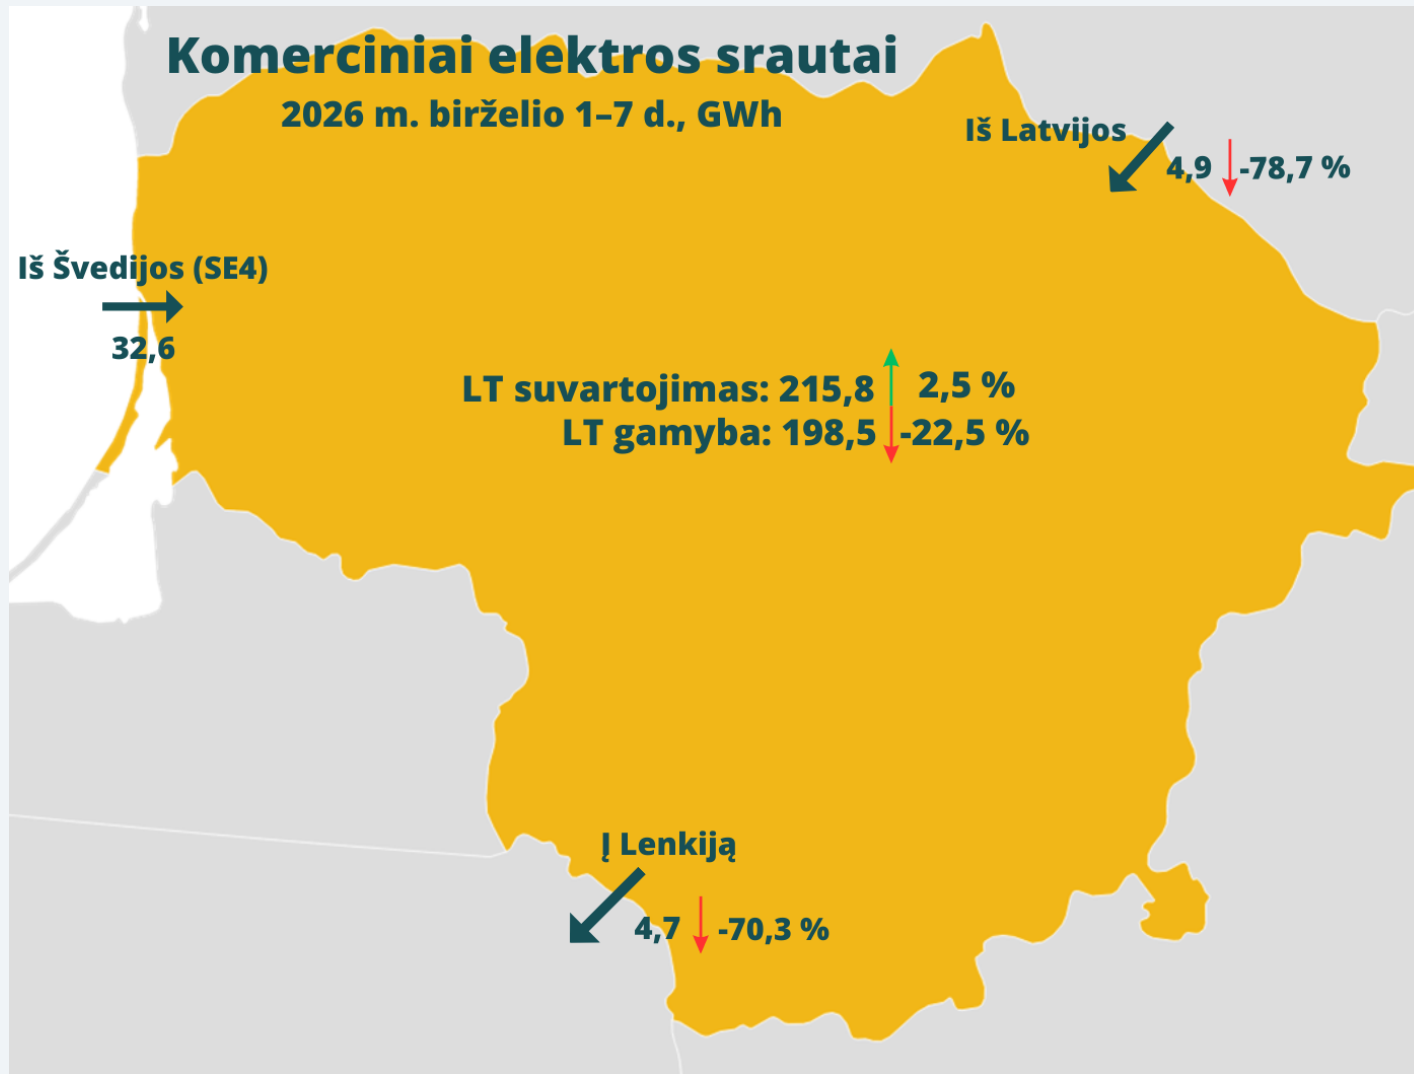 Komerciniai elektros srautai
2026 m. birželio 1–7 d., GWh
Iš Latvijos
4,9 -78,7 %
Iš Švedijos (SE4)
32,6
LT suvartojimas: 215,8 2,5 %
LT gamyba: 198,5 -22,5 %
Į Lenkiją
4,7 -70,3 %